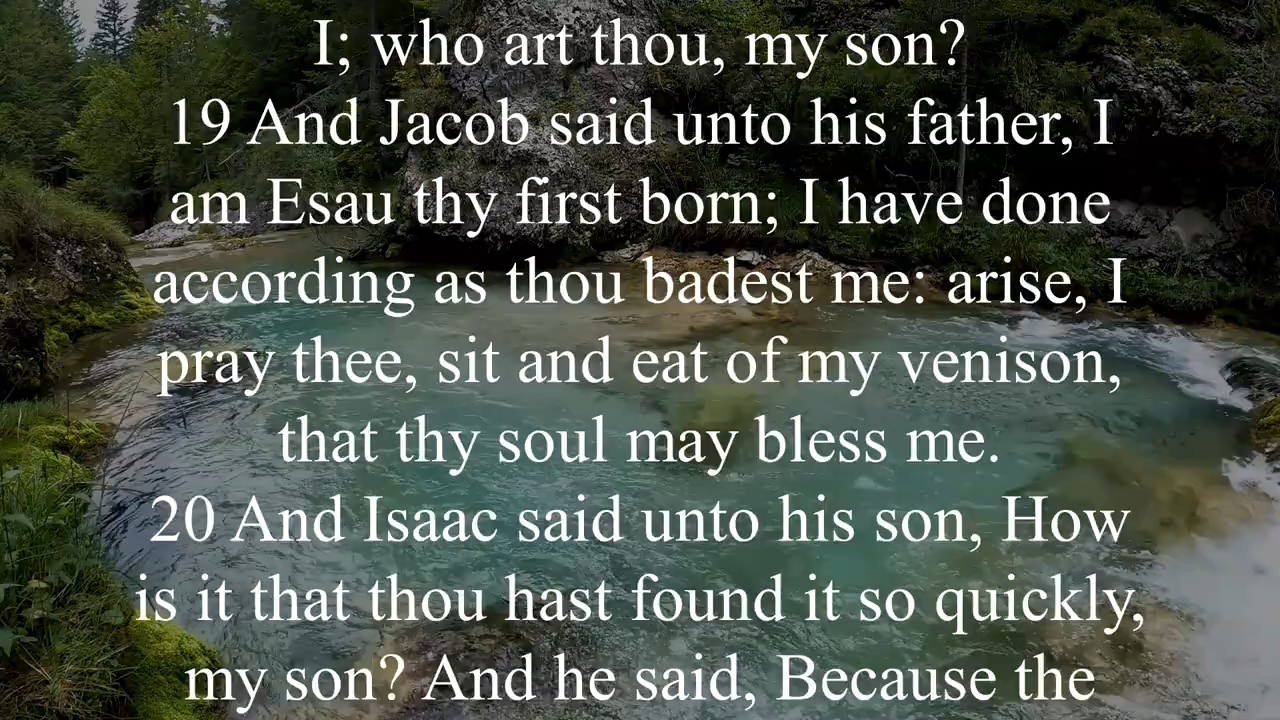 I; who art thou, my son?
19 And Jacob said unto his father, I
am Esau thy first born; I have done
according as thou badest me: arise, I
pray thee, sit and eat of my venison,
that thy soul may bless me.
20 And Isaac said unto his son, How
is it that thou hast found it so quickly,
my son? And he said, Because the